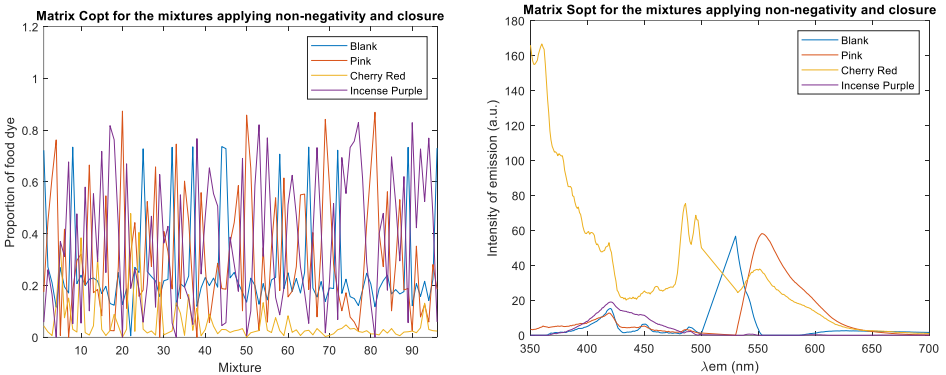 Matrix Copt for the mixtures applying non-negativity and closure
1.2
1
0.8
0.6
0.4
0.2
0
Proportion of food dye
Blank
Pink
Cherry Red
Incense Purple
10 20 30 40 50 60 70 80 90
Mixture
Matrix Sopt for the mixtures applying non-negativity and closure
180
160
140
120
100
80
60
40
20
0
Intensity of emission (a.u.)
Blank
Pink
Cherry Red
Incense Purple
350 400 450 500 550 600 650 700
λem (nm)